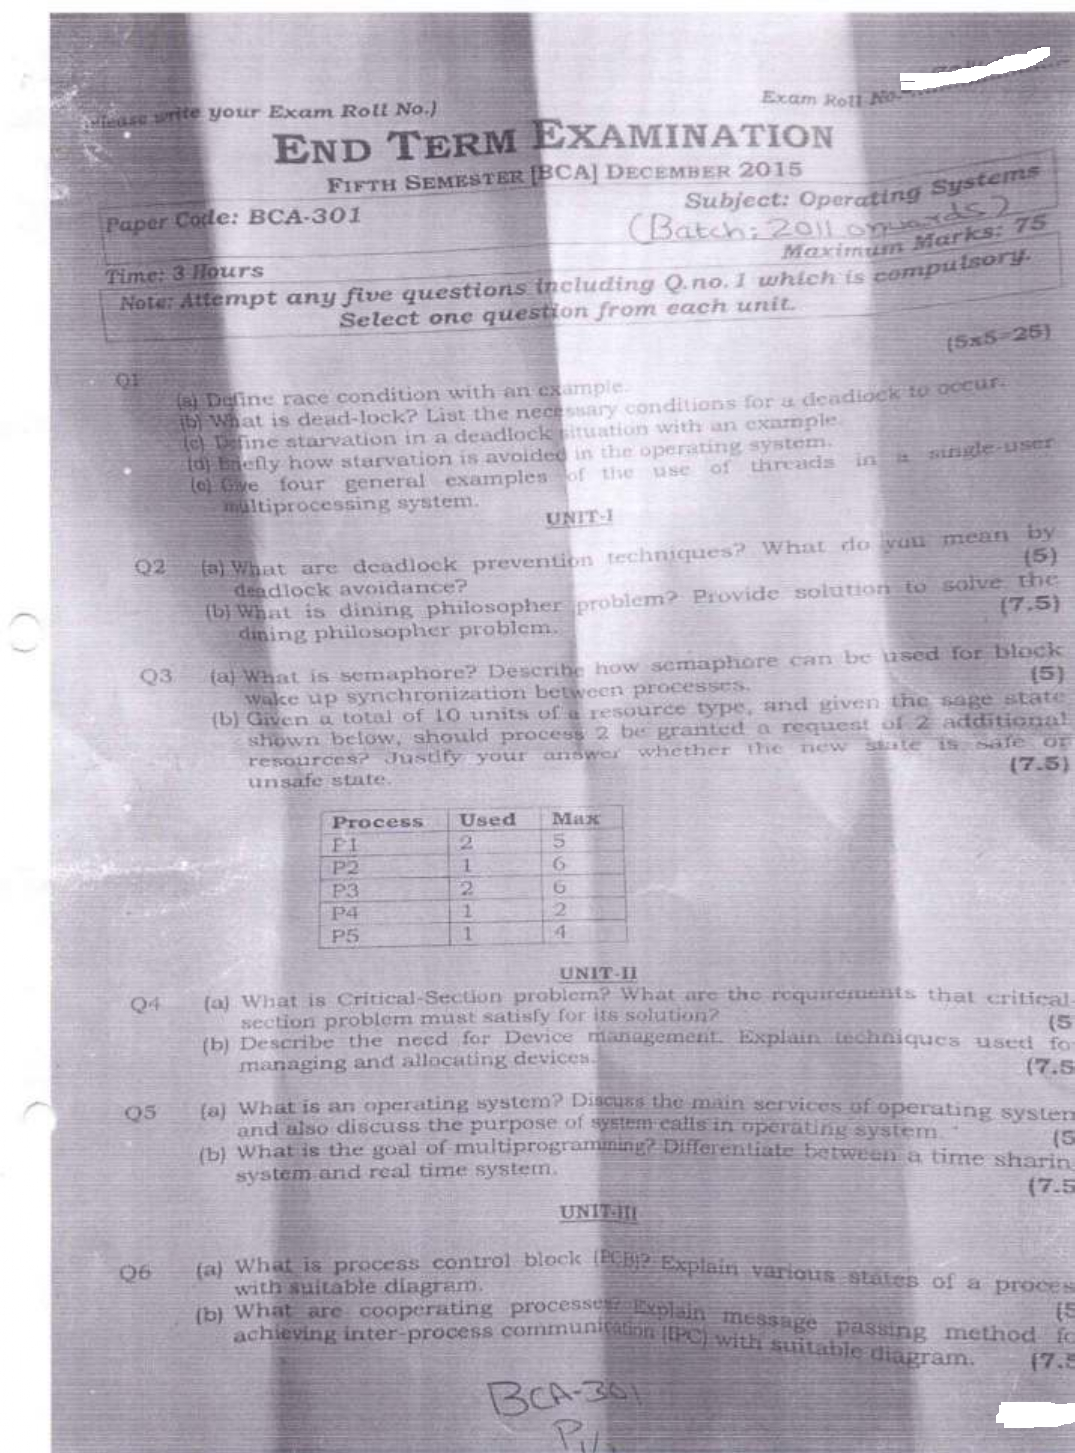 (Please write your Exam Roll No.)
Exam Roll No.
END TERM EXAMINATION
FIFTH SEMESTER [BCA] DECEMBER 2015
Paper Code: BCA-301
Subject: Operating Systems
(Batch: 2011 onwards)
Time: 3 Hours
Maximum Marks: 75
Note: Attempt any five questions including Q.no.1 which is compulsory.
Select one question from each unit.
Q1
(5x5=25)
(a) Define race condition with an example.
(b) What is dead-lock? List the necessary conditions for a deadlock to occur.
(c) Define starvation in a deadlock situation with an example.
(d) Briefly how starvation is avoided in the operating system.
(e) Give four general examples of the use of threads in a single-user
multiprocessing system.
UNIT-I
Q2 (a) What are deadlock prevention techniques? What do you mean by
deadlock avoidance? (5)
(b) What is dining philosopher problem? Provide solution to solve the
dining philosopher problem. (7.5)
Q3 (a) What is semaphore? Describe how semaphore can be used for block
wake up synchronization between processes. (5)
(b) Given a total of 10 units of a resource type, and given the sage state
shown below, should process 2 be granted a request of 2 additional
resources? Justify your answer whether the new state is safe or
unsafe state. (7.5)
Process Used Max
P1 2 5
P2 1 6
P3 2 6
P4 1 2
P5 1 4
UNIT-II
Q4 (a) What is Critical-Section problem? What are the requirements that critical-
section problem must satisfy for its solution? (5
(b) Describe the need for Device management. Explain techniques used fo
managing and allocating devices. (7.5
Q5 (a) What is an operating system? Discuss the main services of operating system
and also discuss the purpose of system calls in operating system. (5
(b) What is the goal of multiprogramming? Differentiate between a time sharin
system and real time system. (7.5
UNIT-III
Q6 (a) What is process control block (PCB)? Explain various states of a proces
with suitable diagram. (5
(b) What are cooperating processes? Explain message passing method fo
achieving inter-process communication (IPC) with suitable diagram. (7.5
BCA-301